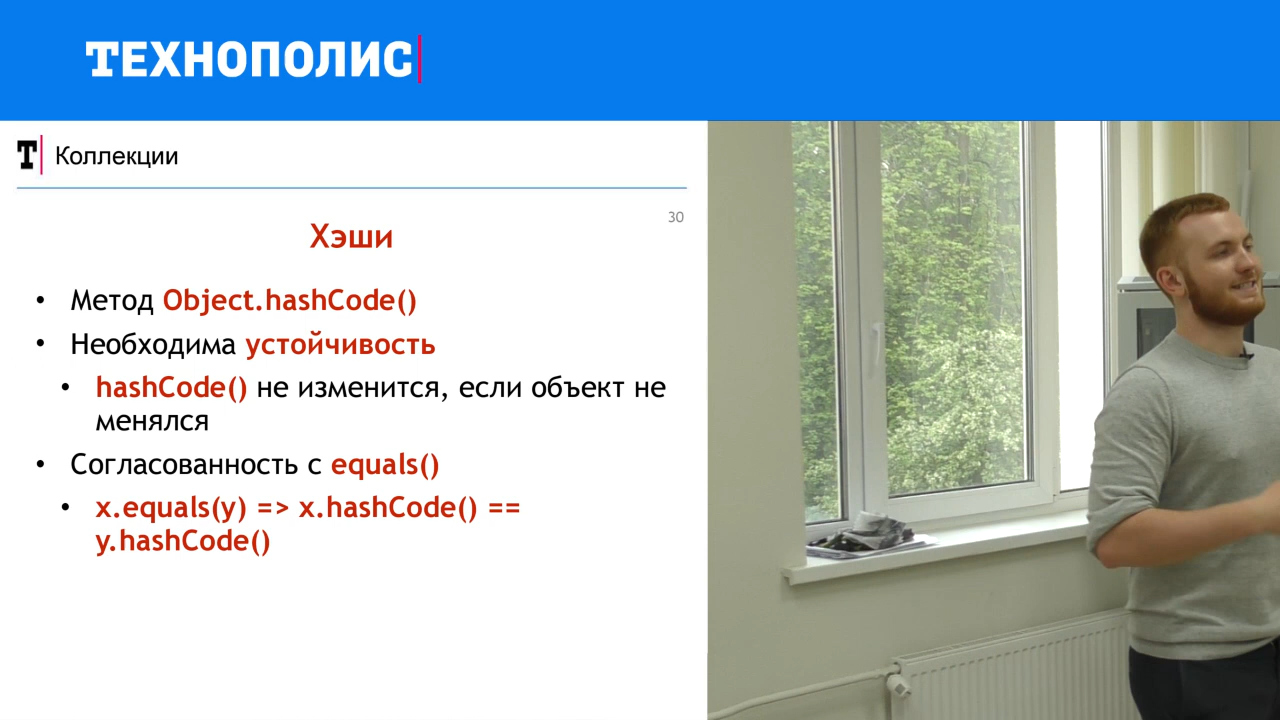 ТЕХНОПОЛИС
Т Коллекции
30
Хэши
• Метод Object.hashCode()
• Необходима устойчивость
• hashCode() не изменится, если объект не
менялся
• Согласованность с equals()
• x.equals(y) => x.hashCode() ==
y.hashCode()